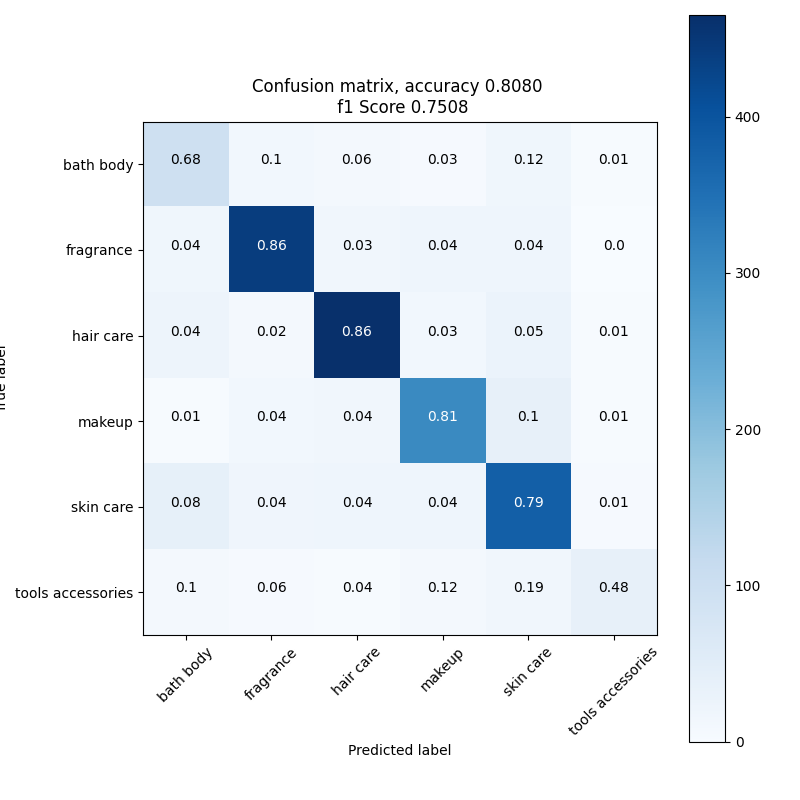 Confusion matrix, accuracy 0.8080
f1 Score 0.7508
bath body 0.68 0.1 0.06 0.03 0.12 0.01
fragrance 0.04 0.86 0.03 0.04 0.04 0.0
hair care 0.04 0.02 0.86 0.03 0.05 0.01
makeup 0.01 0.04 0.04 0.81 0.1 0.01
skin care 0.08 0.04 0.04 0.04 0.79 0.01
tools accessories 0.1 0.06 0.04 0.12 0.19 0.48
bath body fragrance hair care makeup skin care tools accessories
Predicted label
True label
400
300
200
100
0